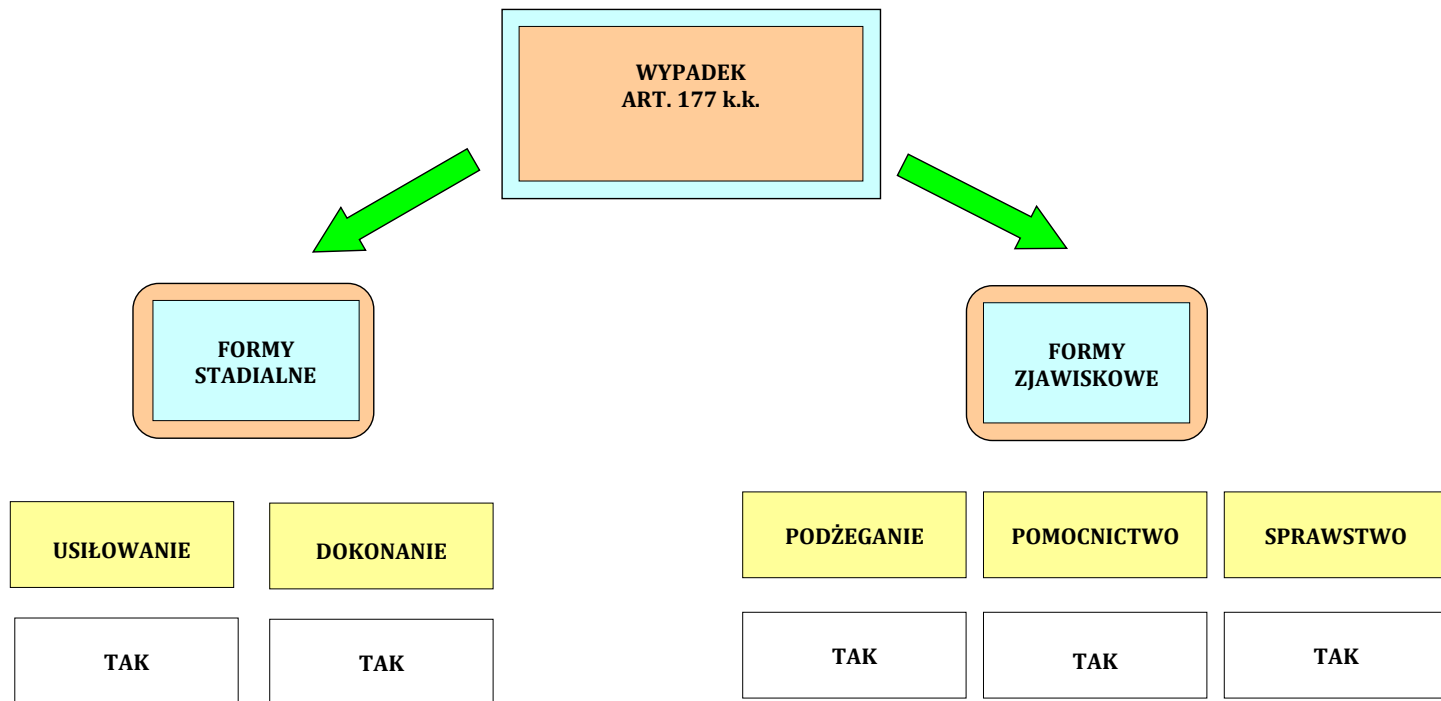 WYPADEK
ART. 177 k.k.
FORMY
STADIALNE
FORMY
ZJAWISKOWE
USIŁOWANIE
DOKONANIE
PODŻEGANIE
POMOCNICTWO
SPRAWSTWO
TAK
TAK
TAK
TAK
TAK